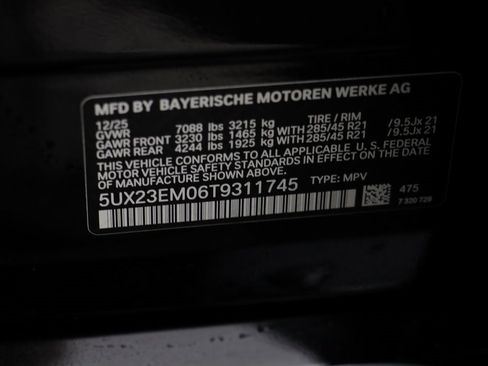 MFD BY BAYERISCHE MOTOREN WERKE AG
12/25 TIRE / RIM
GVWR 7088 lbs 3215 kg
GAWR FRONT 3230 lbs 1465 kg WITH 285/45 R21 /9.5Jx 21
GAWR REAR 4244 lbs 1925 kg WITH 285/45 R21 /9.5Jx 21
THIS VEHICLE CONFORMS TO ALL APPLICABLE U.S. FEDERAL
MOTOR VEHICLE SAFETY STANDARDS IN EFFECT ON THE DATE
OF MANUFACTURE SHOWN ABOVE.
5UX23EM06T9311745 TYPE: MPV
475
7 320 729